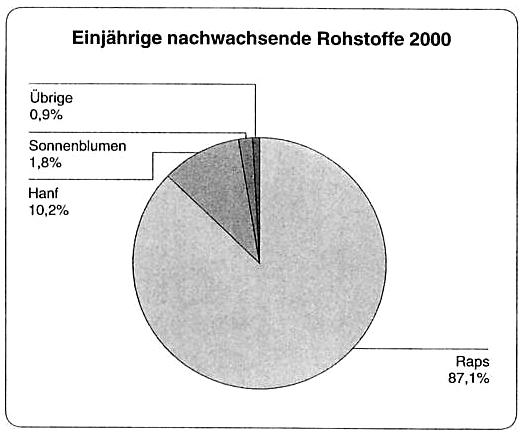 Einjährige nachwachsende Rohstoffe 2000
Übrige
0,9%
Sonnenblumen
1,8%
Hanf
10,2%
Raps
87,1%